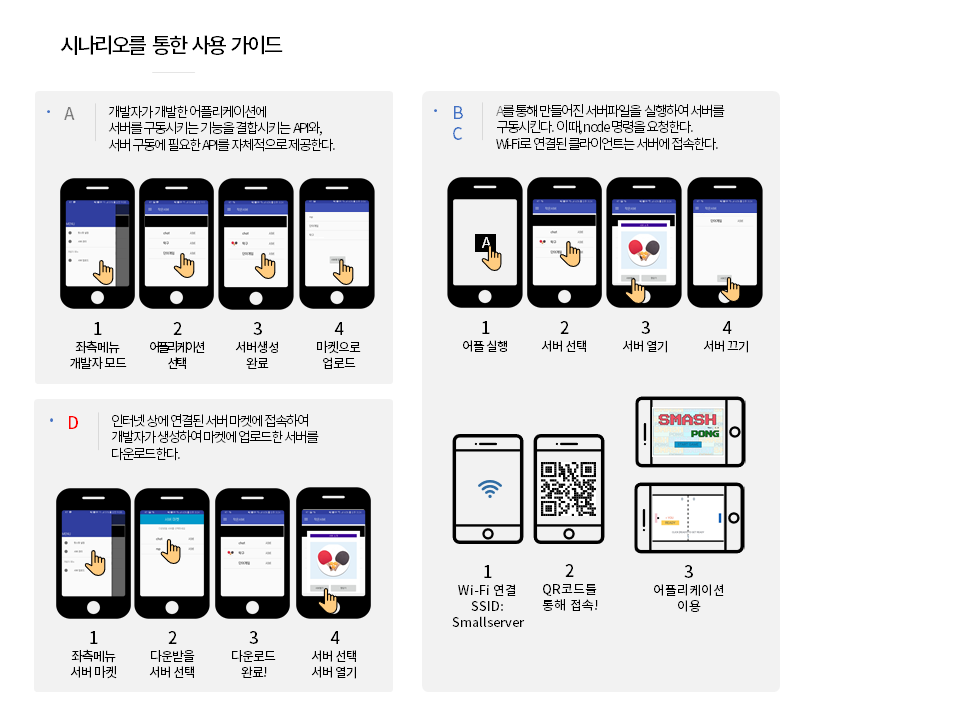 시나리오를 통한 사용 가이드
A
개발자가 개발한 어플리케이션에
서버를 구동시키는 기능을 결합시키는 API와,
서버 구동에 필요한 API를 자체적으로 제공한다.
1
좌측메뉴
개발자 모드
2
어플리케이션
선택
3
서버생성
완료
4
마켓으로
업로드
D
인터넷 상에 연결된 서버 마켓에 접속하여
개발자가 생성하여 마켓에 업로드한 서버를
다운로드한다.
1
좌측메뉴
서버 마켓
2
다운받을
서버 선택
3
다운로드
완료!
4
서버 선택
서버 열기
B
C
A를 통해 만들어진 서버파일을 실행하여 서버를
구동시킨다. 이때, node 명령을 요청한다.
Wi-Fi로 연결된 클라이언트는 서버에 접속한다.
A
1
어플 실행
2
서버 선택
3
서버 열기
4
서버 끄기
SMASH
PONG
1
Wi-Fi 연결
SSID:
Smallserver
2
QR코드를
통해 접속!
3
어플리케이션
이용